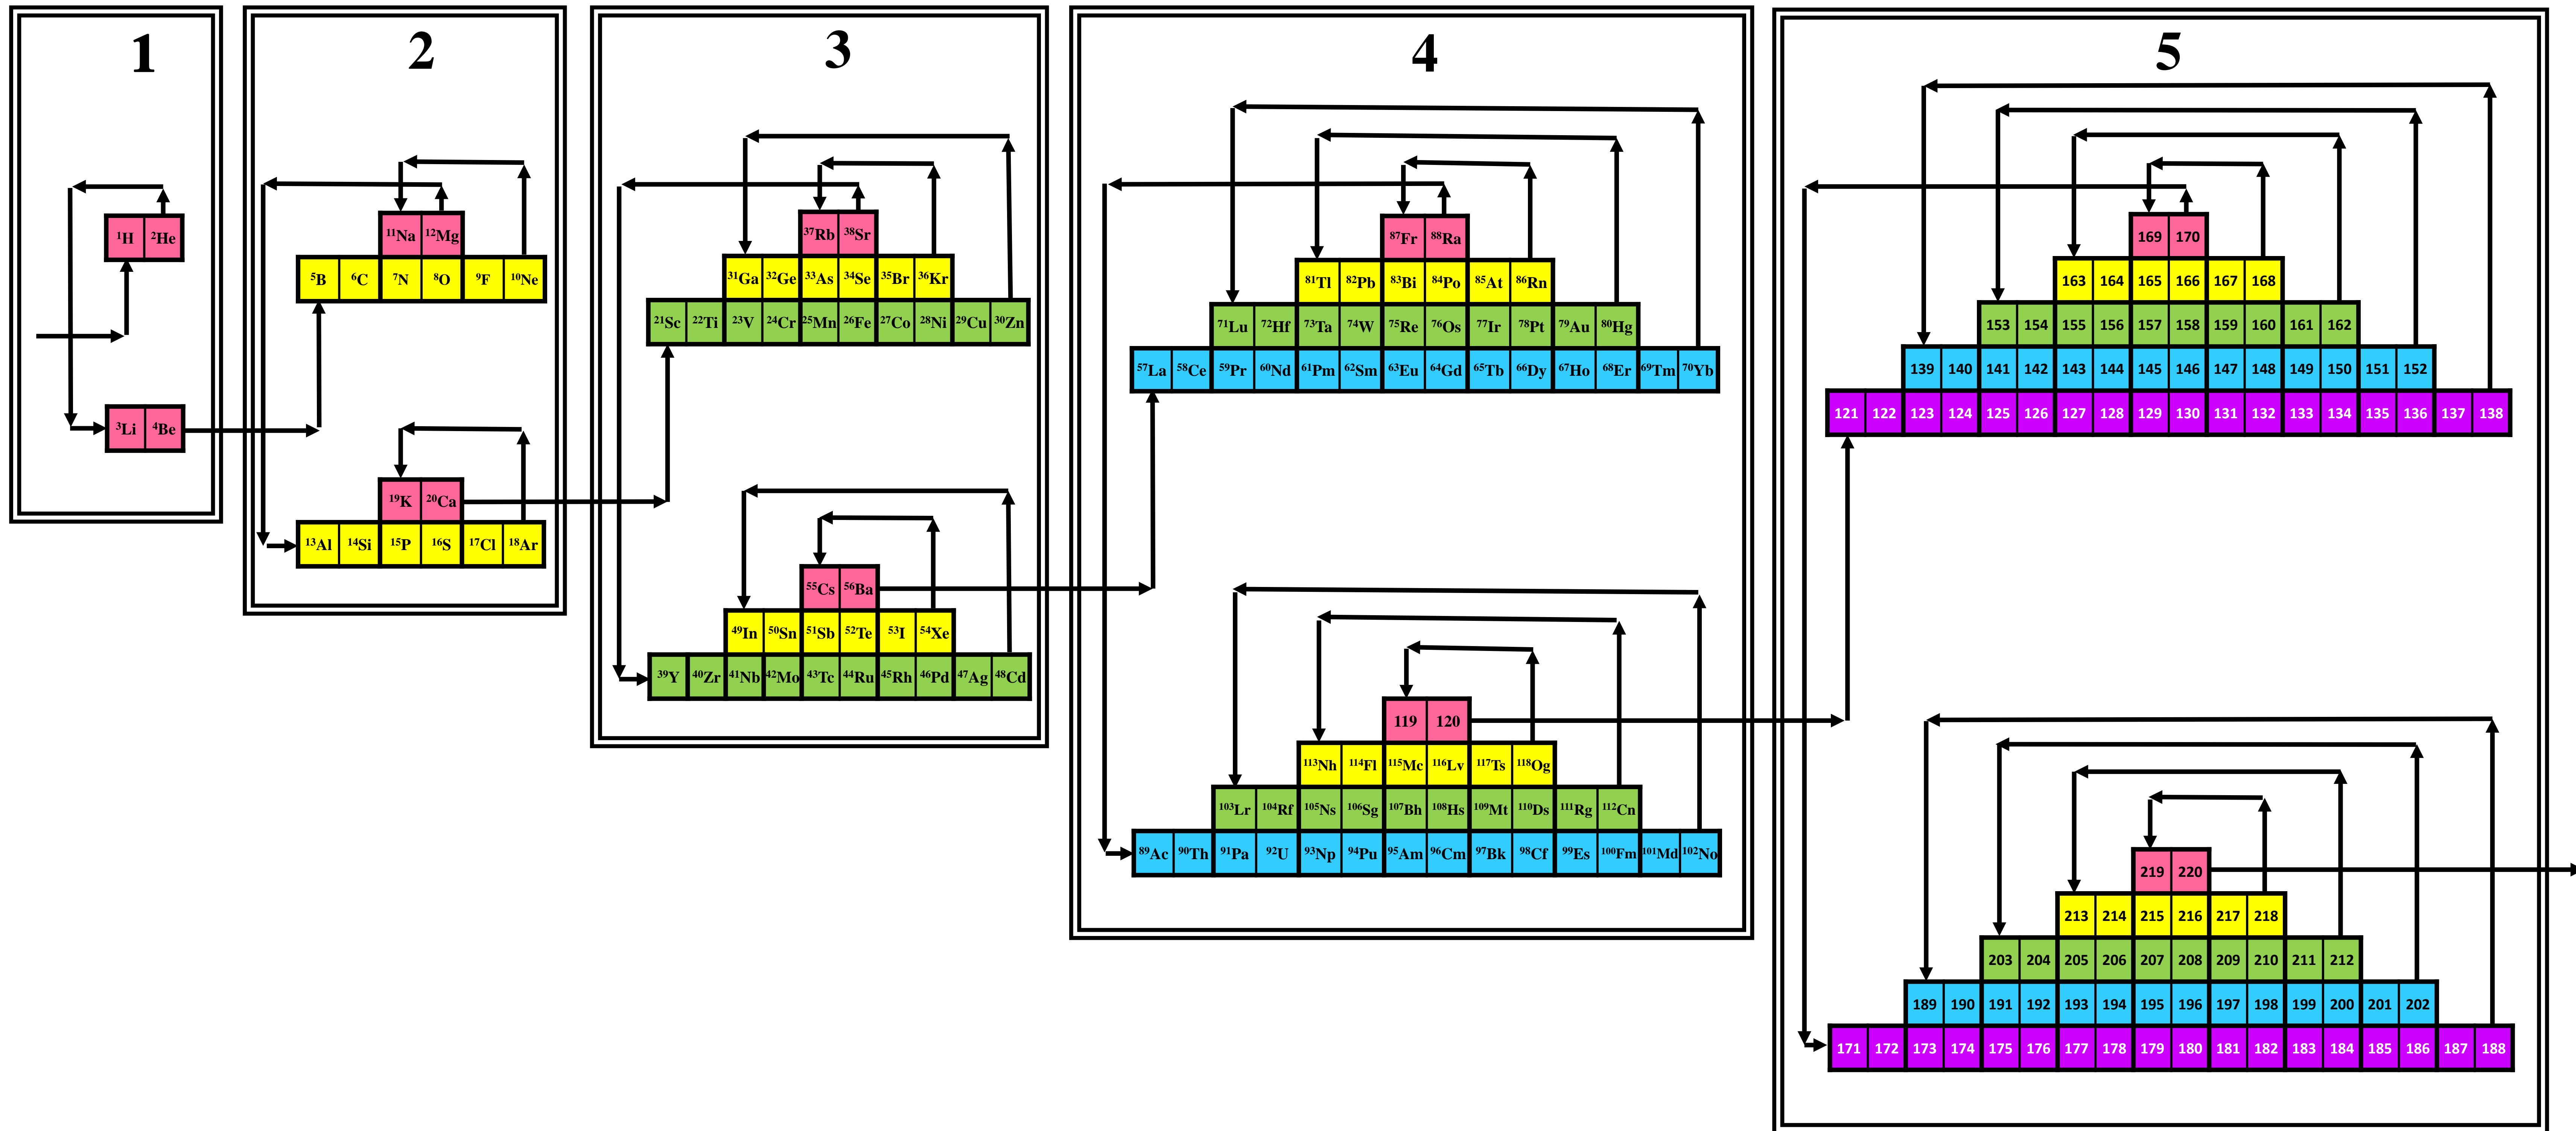 1
¹H ²He
³Li ⁴Be
2
¹¹Na ¹²Mg
⁵B ⁶C ⁷N ⁸O ⁹F ¹⁰Ne
¹⁹K ²⁰Ca
¹³Al ¹⁴Si ¹⁵P ¹⁶S ¹⁷Cl ¹⁸Ar
3
³⁷Rb ³⁸Sr
³¹Ga ³²Ge ³³As ³⁴Se ³⁵Br ³⁶Kr
²¹Sc ²²Ti ²³V ²⁴Cr ²⁵Mn ²⁶Fe ²⁷Co ²⁸Ni ²⁹Cu ³⁰Zn
⁵⁵Cs ⁵⁶Ba
⁴⁹In ⁵⁰Sn ⁵¹Sb ⁵²Te ⁵³I ⁵⁴Xe
³⁹Y ⁴⁰Zr ⁴¹Nb ⁴²Mo ⁴³Tc ⁴⁴Ru ⁴⁵Rh ⁴⁶Pd ⁴⁷Ag ⁴⁸Cd
4
⁸⁷Fr ⁸⁸Ra
⁸¹Tl ⁸²Pb ⁸³Bi ⁸⁴Po ⁸⁵At ⁸⁶Rn
⁷¹Lu ⁷²Hf ⁷³Ta ⁷⁴W ⁷⁵Re ⁷⁶Os ⁷⁷Ir ⁷⁸Pt ⁷⁹Au ⁸⁰Hg
⁵⁷La ⁵⁸Ce ⁵⁹Pr ⁶⁰Nd ⁶¹Pm ⁶²Sm ⁶³Eu ⁶⁴Gd ⁶⁵Tb ⁶⁶Dy ⁶⁷Ho ⁶⁸Er ⁶⁹Tm ⁷⁰Yb
119 120
¹¹³Nh ¹¹⁴Fl ¹¹⁵Mc ¹¹⁶Lv ¹¹⁷Ts ¹¹⁸Og
¹⁰³Lr ¹⁰⁴Rf ¹⁰⁵Ns ¹⁰⁶Sg ¹⁰⁷Bh ¹⁰⁸Hs ¹⁰⁹Mt ¹¹⁰Ds ¹¹¹Rg ¹¹²Cn
⁸⁹Ac ⁹⁰Th ⁹¹Pa ⁹²U ⁹³Np ⁹⁴Pu ⁹⁵Am ⁹⁶Cm ⁹⁷Bk ⁹⁸Cf ⁹⁹Es ¹⁰⁰Fm ¹⁰¹Md ¹⁰²No
5
169 170
163 164 165 166 167 168
153 154 155 156 157 158 159 160 161 162
139 140 141 142 143 144 145 146 147 148 149 150 151 152
121 122 123 124 125 126 127 128 129 130 131 132 133 134 135 136 137 138
219 220
213 214 215 216 217 218
203 204 205 206 207 208 209 210 211 212
189 190 191 192 193 194 195 196 197 198 199 200 201 202
171 172 173 174 175 176 177 178 179 180 181 182 183 184 185 186 187 188